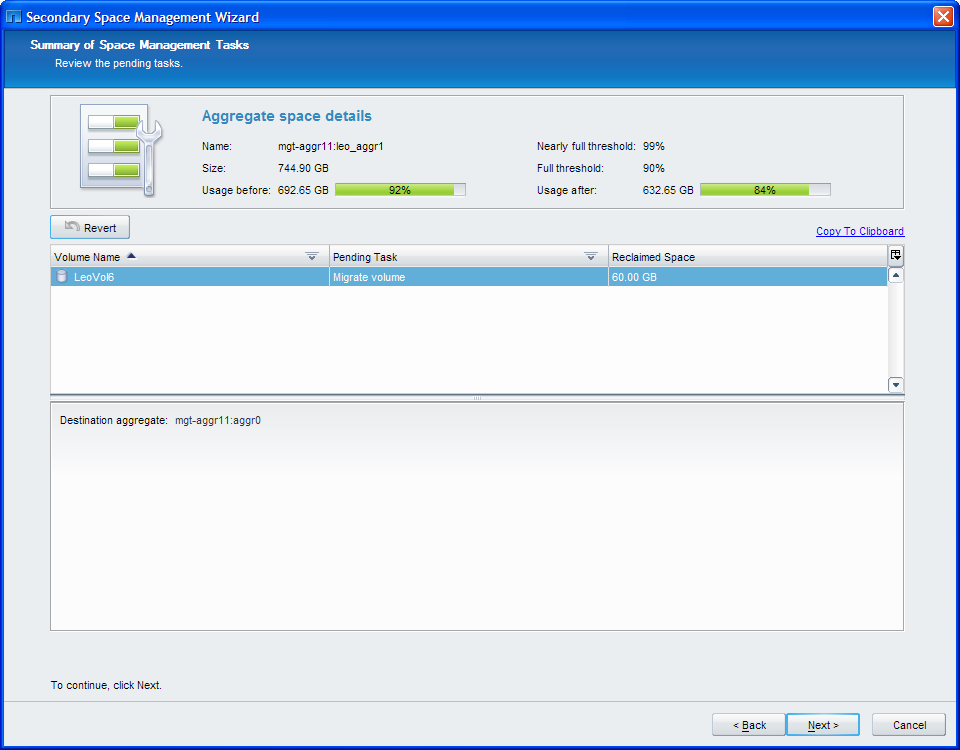 Secondary Space Management Wizard
Summary of Space Management Tasks
Review the pending tasks.
Aggregate space details
Name: mgt-aggr11:leo_aggr1 Nearly full threshold: 99%
Size: 744.90 GB Full threshold: 90%
Usage before: 692.65 GB 92% Usage after: 632.65 GB 84%
Revert
Copy To Clipboard
Volume Name Pending Task Reclaimed Space
LeoVol6 Migrate volume 60.00 GB
Destination aggregate: mgt-aggr11:aggr0
To continue, click Next.
< Back Next > Cancel